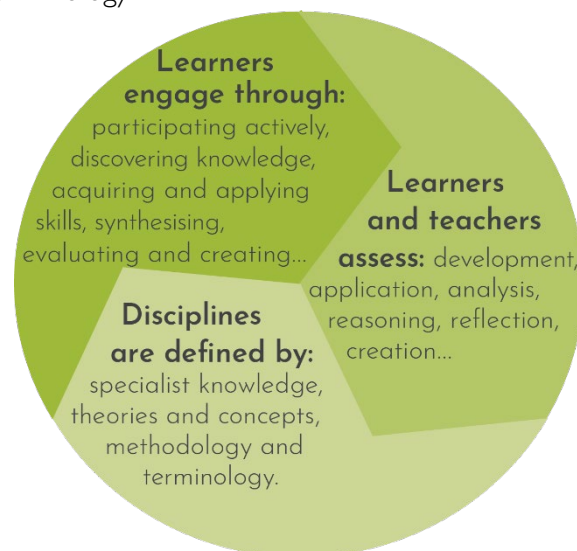 Learners
engage through:
participating actively,
discovering knowledge,
acquiring and applying
skills, synthesising,
evaluating and creating...
Learners
and teachers
assess: development,
application, analysis,
reasoning, reflection,
creation...
Disciplines
are defined by:
specialist knowledge,
theories and concepts,
methodology and
terminology.